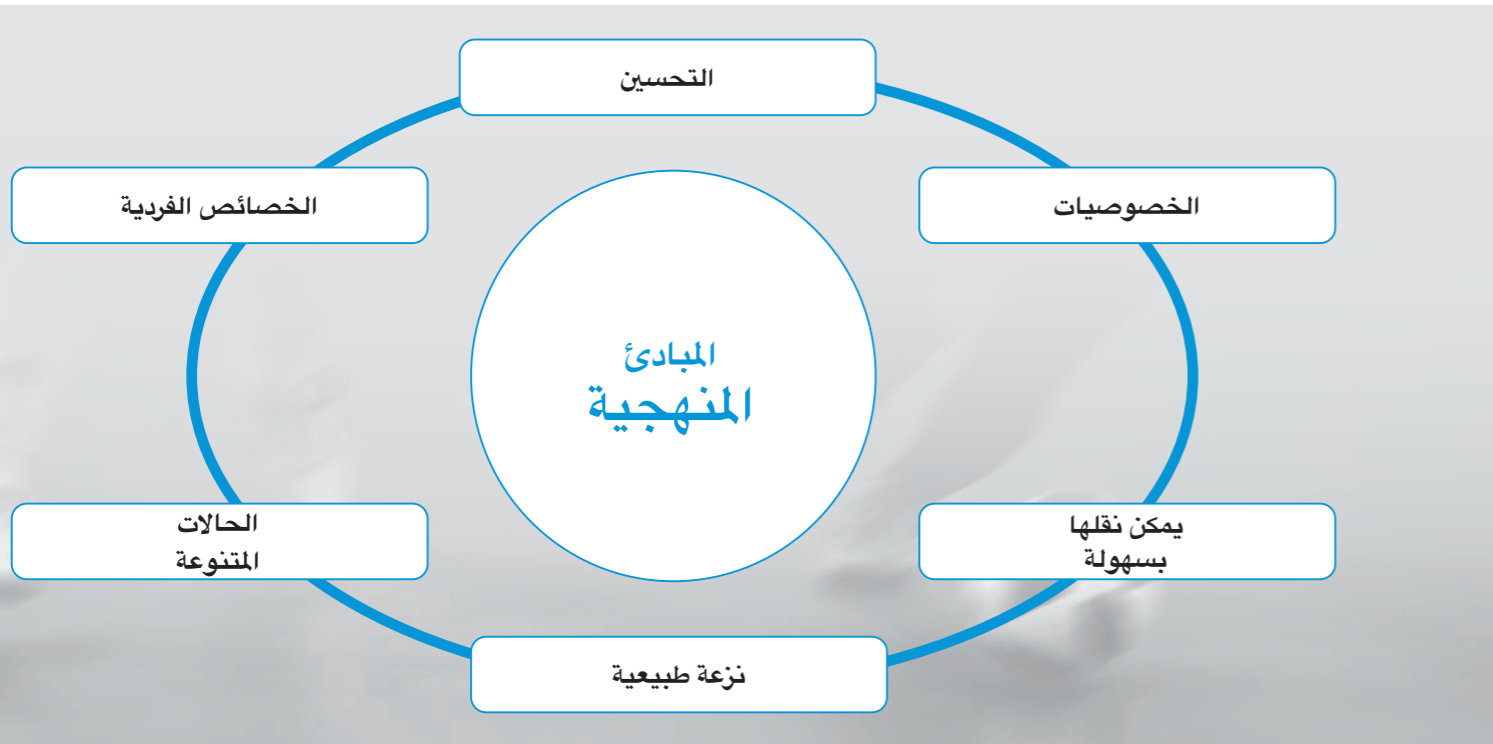 التحسين
الخصوصيات
الخصائص الفردية
المبادئ
المنهجية
يمكن نقلها
بسهولة
الحالات
المتنوعة
نزعة طبيعية